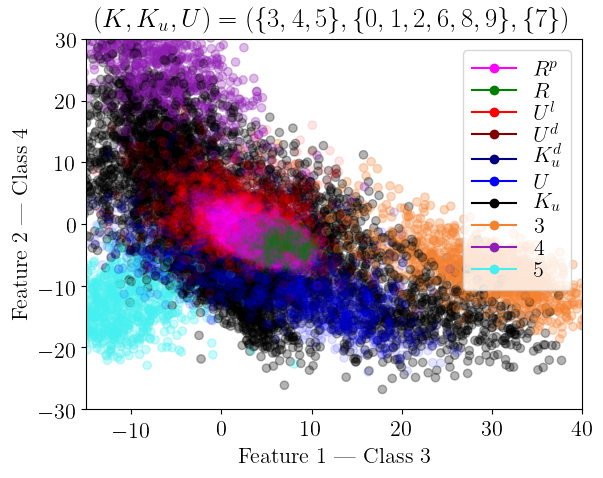 (K, K_u, U) = ({3, 4, 5}, {0, 1, 2, 6, 8, 9}, {7})
30
20
10
0
−10
−20
−30
Feature 2 — Class 4
R^p
R
U^l
U^d
K_u^d
U
K_u
3
4
5
−10
0
10
20
30
40
Feature 1 — Class 3